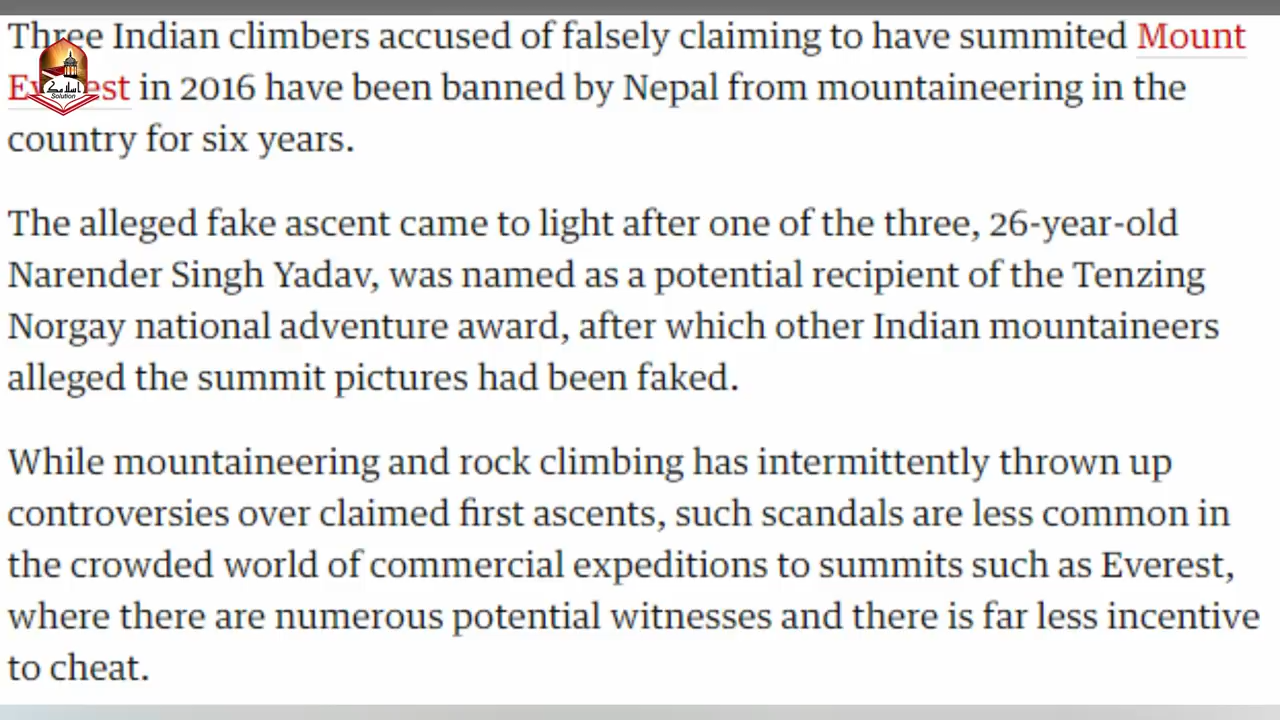 Three Indian climbers accused of falsely claiming to have summited Mount
Everest in 2016 have been banned by Nepal from mountaineering in the
country for six years.
اسلامک
Solution
The alleged fake ascent came to light after one of the three, 26-year-old
Narender Singh Yadav, was named as a potential recipient of the Tenzing
Norgay national adventure award, after which other Indian mountaineers
alleged the summit pictures had been faked.
While mountaineering and rock climbing has intermittently thrown up
controversies over claimed first ascents, such scandals are less common in
the crowded world of commercial expeditions to summits such as Everest,
where there are numerous potential witnesses and there is far less incentive
to cheat.